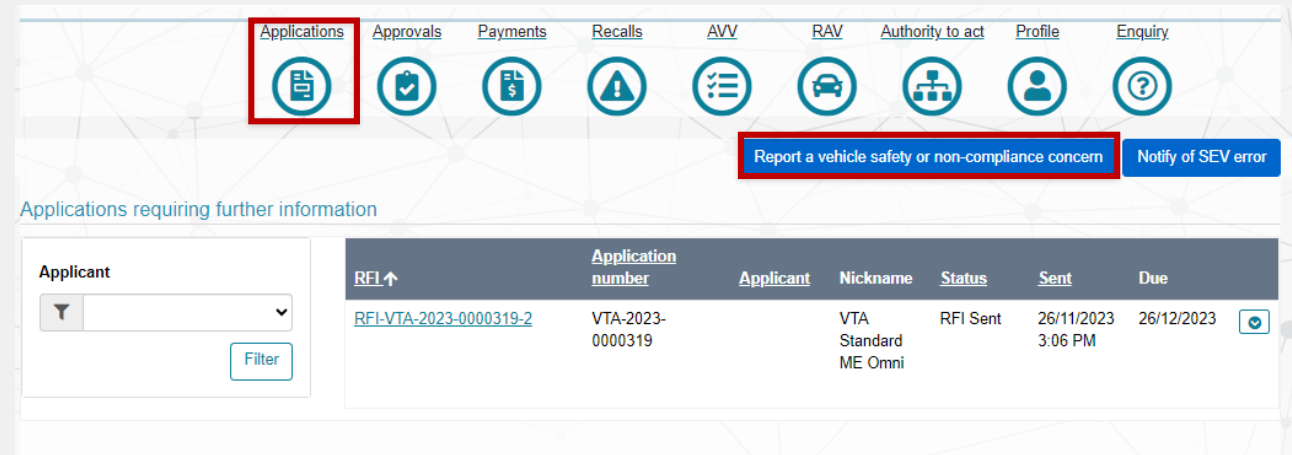 Applications Approvals Payments Recalls AVV RAV Authority to act Profile Enquiry
Report a vehicle safety or non-compliance concern Notify of SEV error
Applications requiring further information
Applicant
Filter
RFI Application number Applicant Nickname Status Sent Due
RFI-VTA-2023-0000319-2 VTA-2023- VTA RFI Sent 26/11/2023 26/12/2023
0000319 Standard 3:06 PM
ME Omni